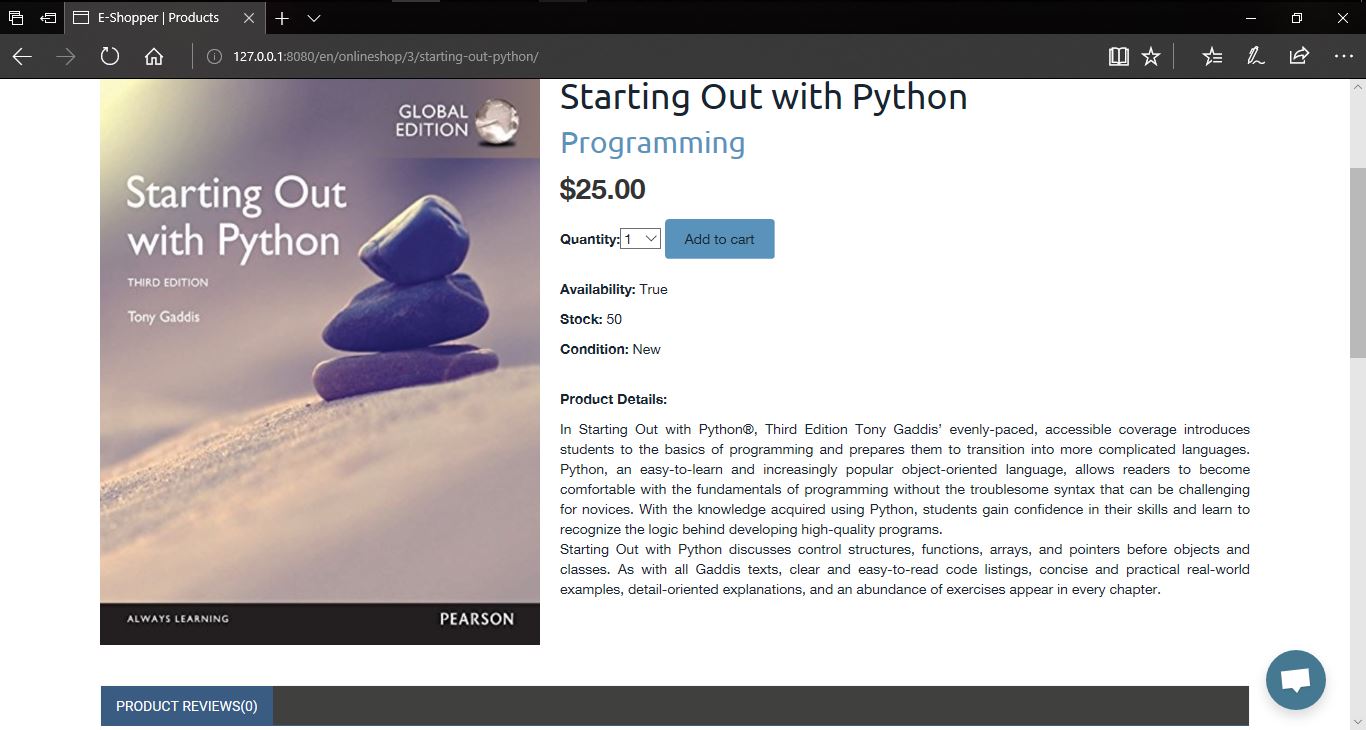 E-Shopper | Products
127.0.0.1:8080/en/onlineshop/3/starting-out-python/
GLOBAL
EDITION
Starting Out
with Python
THIRD EDITION
Tony Gaddis
ALWAYS LEARNING
PEARSON
Starting Out with Python
Programming
$25.00
Quantity: 1
Add to cart
Availability: True
Stock: 50
Condition: New
Product Details:
In Starting Out with Python®, Third Edition Tony Gaddis’ evenly-paced, accessible coverage introduces
students to the basics of programming and prepares them to transition into more complicated languages.
Python, an easy-to-learn and increasingly popular object-oriented language, allows readers to become
comfortable with the fundamentals of programming without the troublesome syntax that can be challenging
for novices. With the knowledge acquired using Python, students gain confidence in their skills and learn to
recognize the logic behind developing high-quality programs.
Starting Out with Python discusses control structures, functions, arrays, and pointers before objects and
classes. As with all Gaddis texts, clear and easy-to-read code listings, concise and practical real-world
examples, detail-oriented explanations, and an abundance of exercises appear in every chapter.
PRODUCT REVIEWS(0)